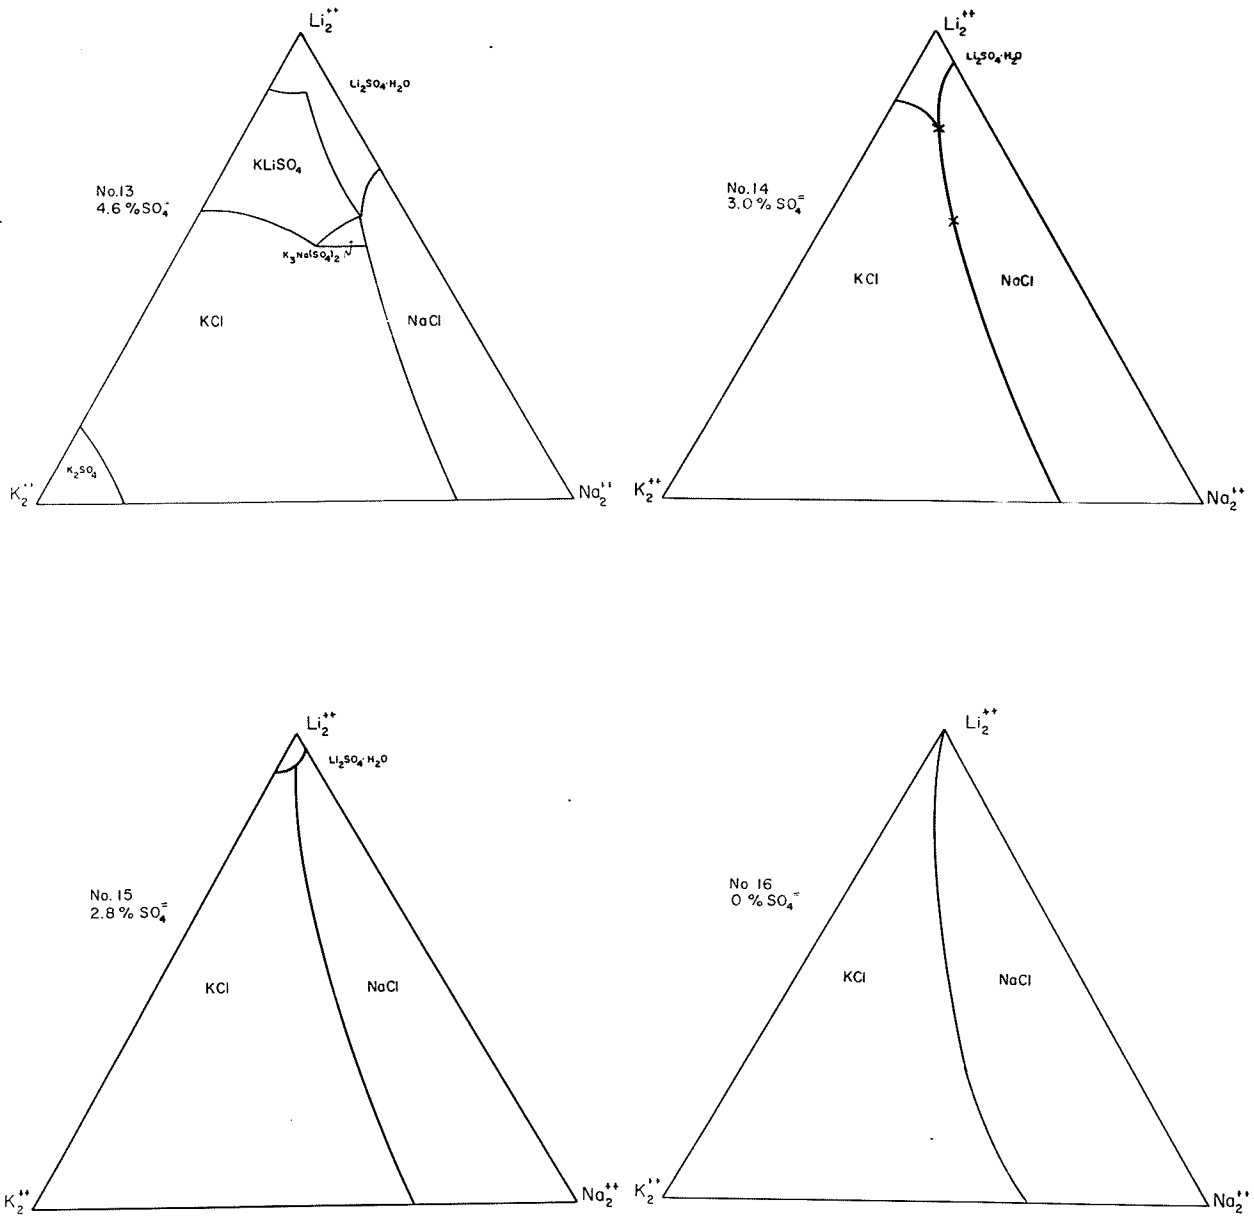 Li₂⁺⁺
Li₂SO₄·H₂O
KLiSO₄
No.13
4.6 % SO₄⁻
K₃Na(SO₄)₂
KCl
NaCl
K₂SO₄
K₂⁺⁺
Na₂⁺⁺
Li₂⁺⁺
Li₂SO₄·H₂O
No.14
3.0 % SO₄⁼
KCl
NaCl
K₂⁺⁺
Na₂⁺⁺
Li₂⁺⁺
Li₂SO₄·H₂O
No.15
2.8 % SO₄⁼
KCl
NaCl
K₂⁺⁺
Na₂⁺⁺
Li₂⁺⁺
No 16
0 % SO₄⁼
KCl
NaCl
K₂⁺⁺
Na₂⁺⁺